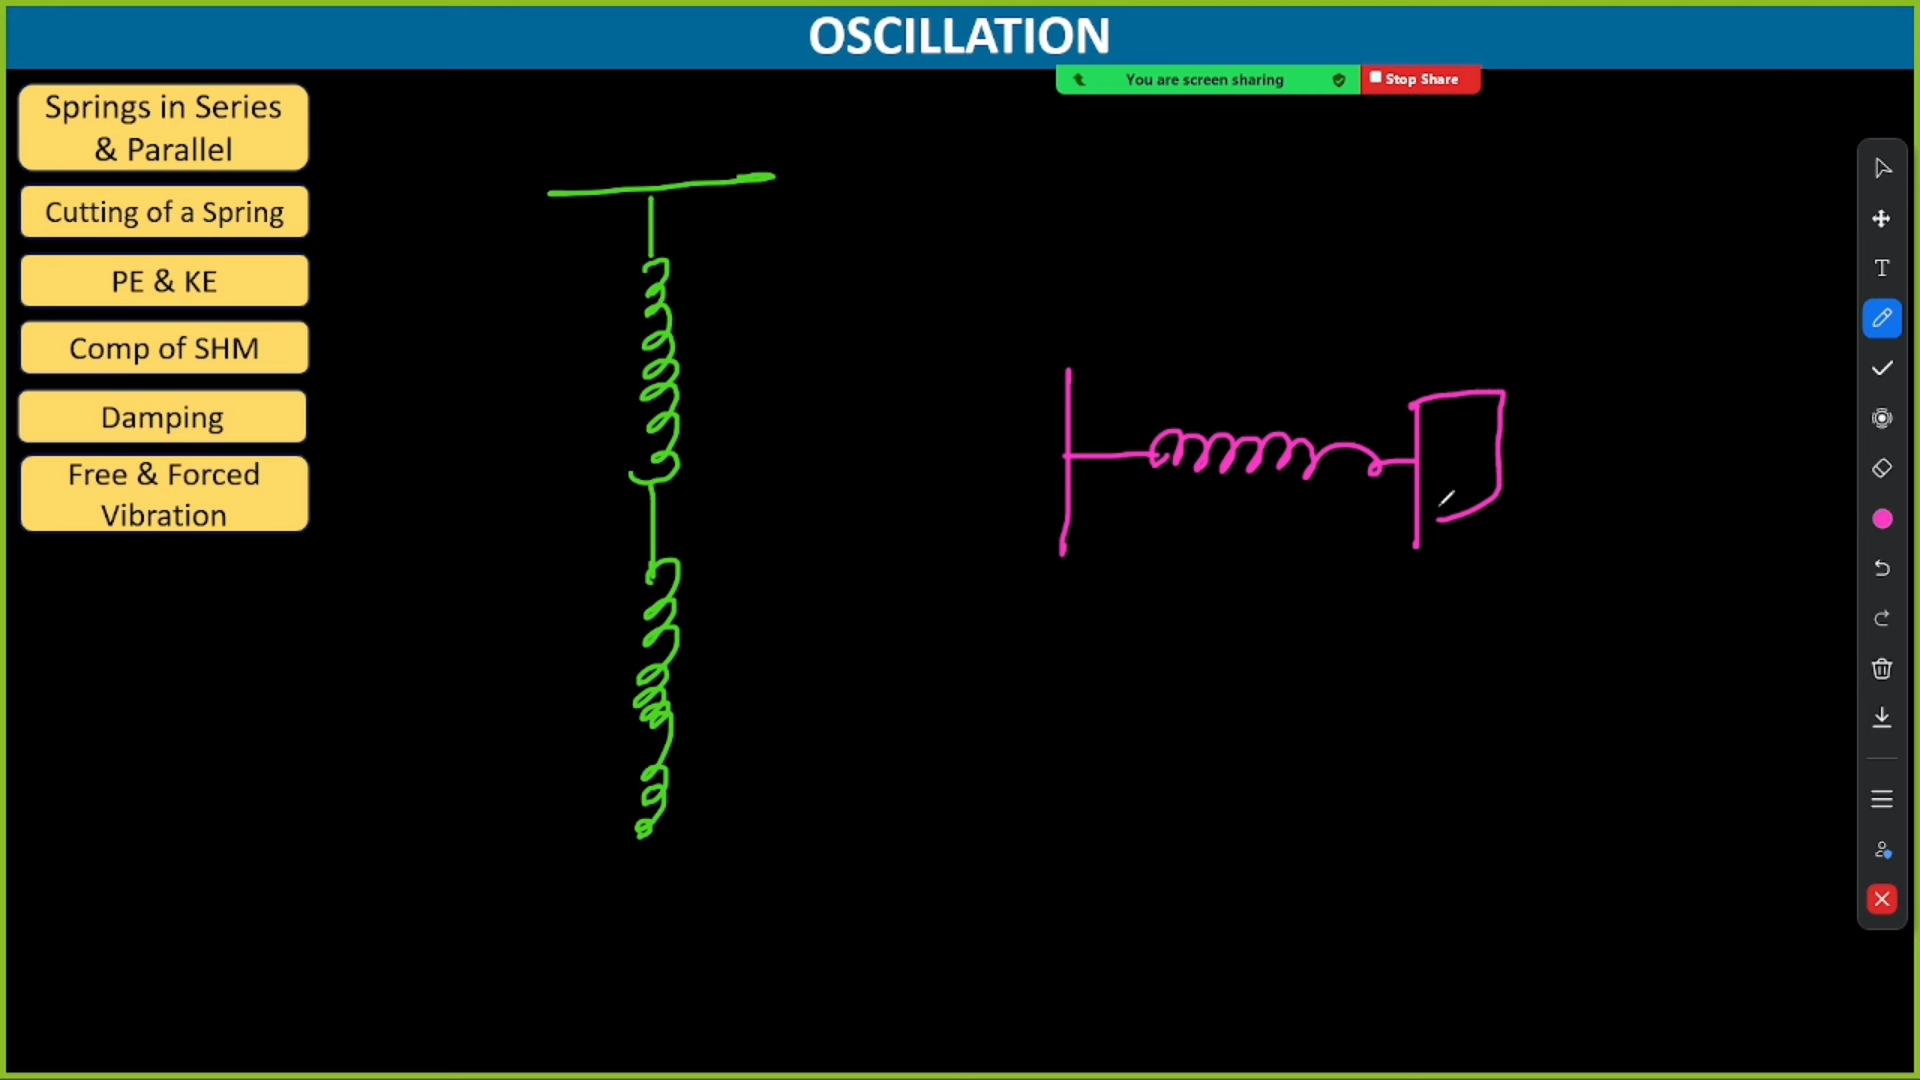 OSCILLATION
You are screen sharing
Stop Share
Springs in Series
& Parallel
Cutting of a Spring
PE & KE
Comp of SHM
Damping
Free & Forced
Vibration
T